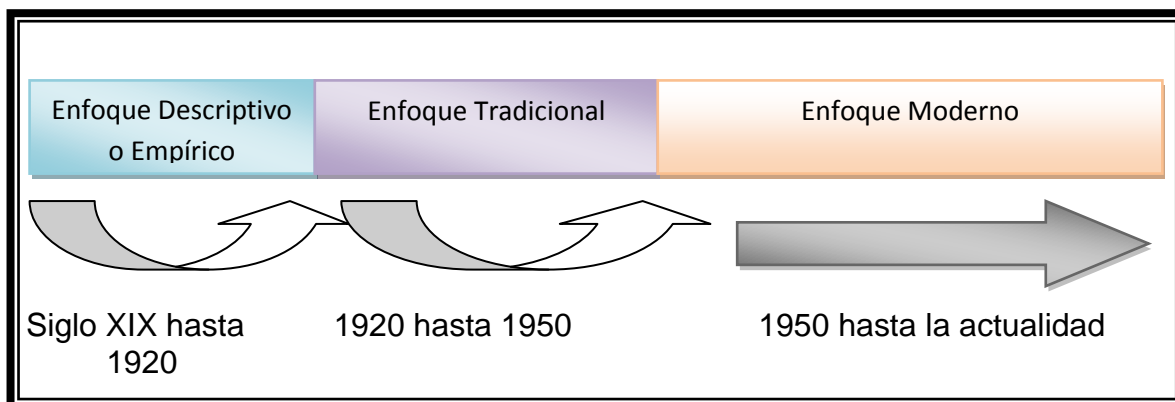 Enfoque Descriptivo
o Empírico
Enfoque Tradicional
Enfoque Moderno
Siglo XIX hasta
1920
1920 hasta 1950
1950 hasta la actualidad